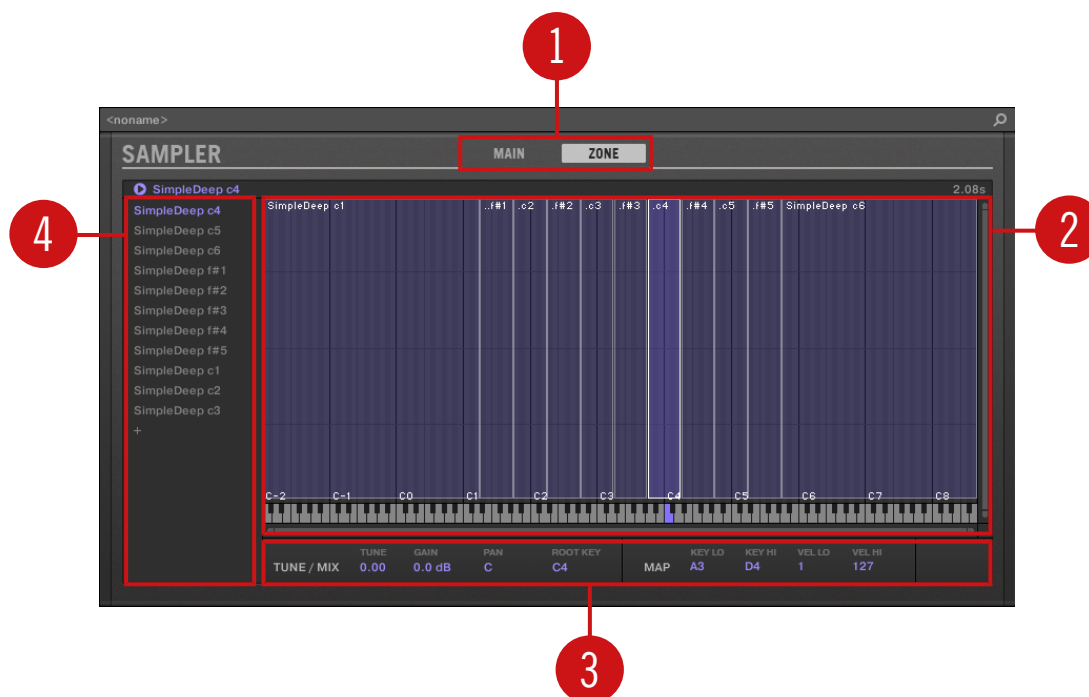 1
<noname>
SAMPLER
MAIN ZONE
SimpleDeep c4 2.08s
4
2
SimpleDeep c4
SimpleDeep c5
SimpleDeep c6
SimpleDeep f#1
SimpleDeep f#2
SimpleDeep f#3
SimpleDeep f#4
SimpleDeep f#5
SimpleDeep c1
SimpleDeep c2
SimpleDeep c3
+
SimpleDeep c1 ..f#1 .c2 .f#2 .c3 .f#3 .c4 .f#4 .c5 .f#5 SimpleDeep c6
C-2 C-1 C0 C1 C2 C3 C4 C5 C6 C7 C8
TUNE GAIN PAN ROOT KEY KEY LO KEY HI VEL LO VEL HI
TUNE / MIX 0.00 0.0 dB C C4 MAP A3 D4 1 127
3